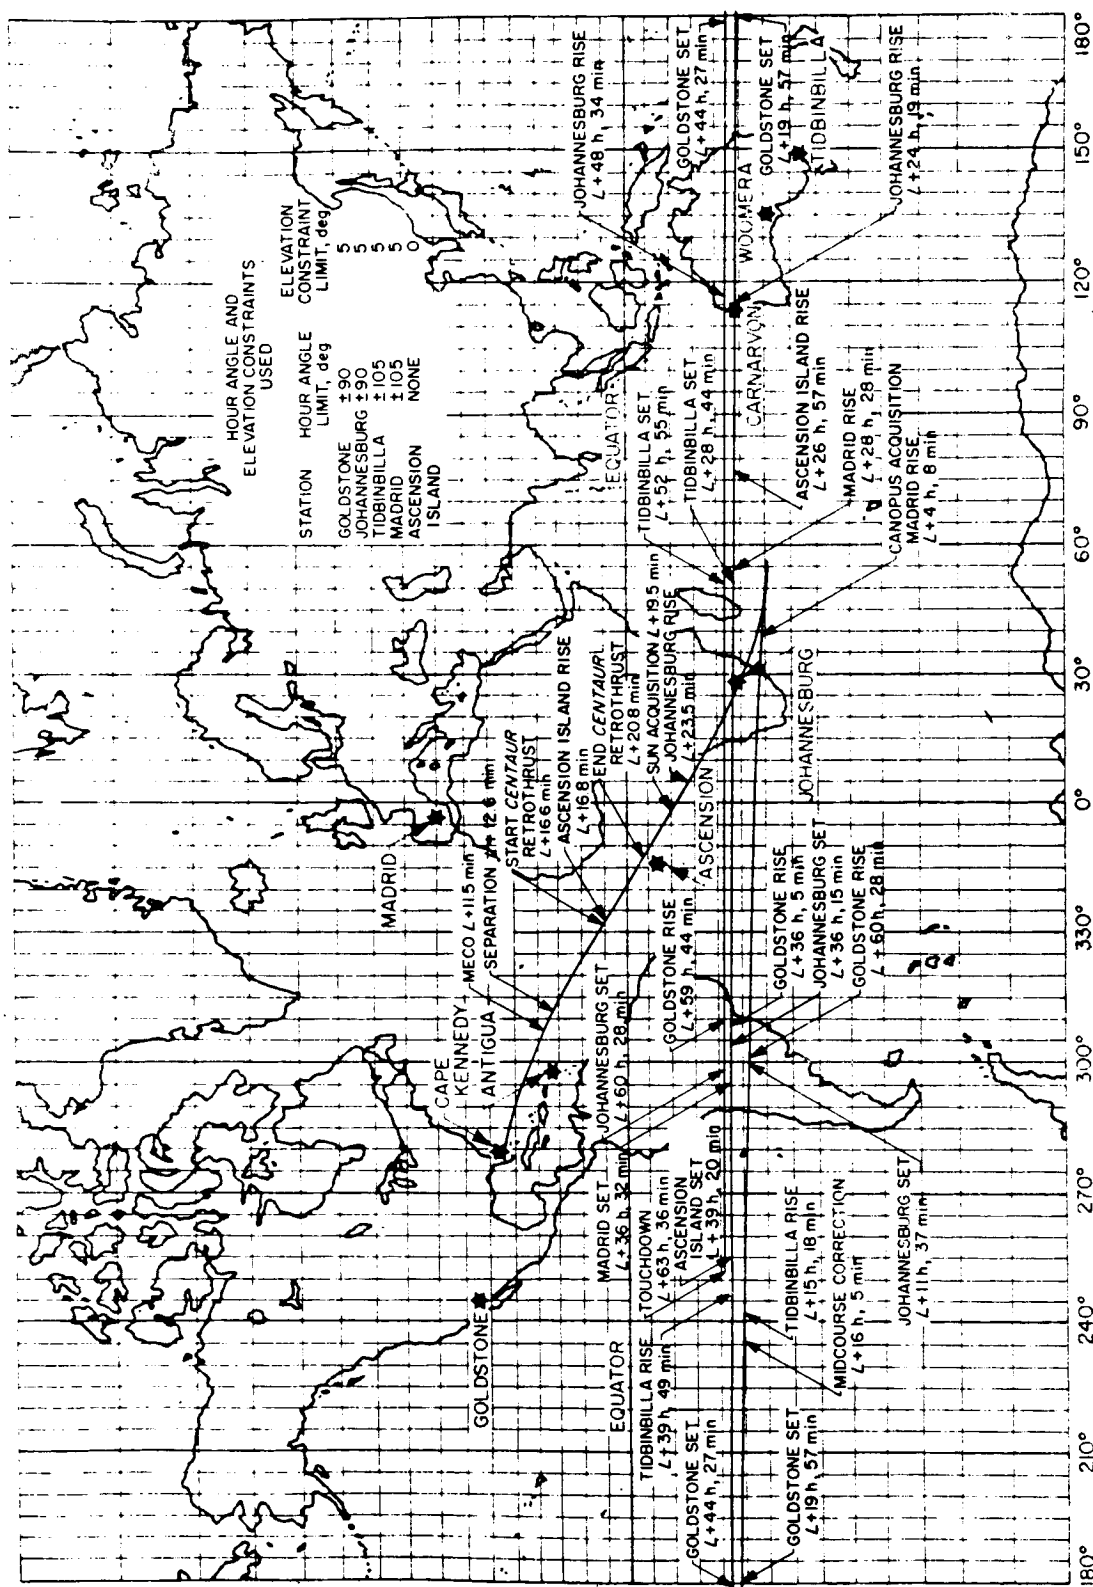 HOUR ANGLE AND
ELEVATION CONSTRAINTS
USED
STATION HOUR ANGLE LIMIT, deg ELEVATION CONSTRAINT LIMIT, deg
GOLDSTONE ±90 5
JOHANNESBURG ±90 5
TIDBINBILLA ±105 5
MADRID ±105 5
ASCENSION ISLAND NONE 0
MADRID
GOLDSTONE
CAPE
KENNEDY
ANTIGUA
MECO L+11.5 min
SEPARATION L+12.6 min
START CENTAUR
RETROTHRUST
L+16.6 min
ASCENSION ISLAND RISE
L+16.8 min
END CENTAUR
RETROTHRUST
L+20.8 min
SUN ACQUISITION L+19.5 min
JOHANNESBURG RISE
L+23.5 min
EQUATOR
EQUATOR
TIDBINBILLA SET
L+52 h, 55 min
TIDBINBILLA SET
L+28 h, 44 min
JOHANNESBURG RISE
L+48 h, 34 min
GOLDSTONE SET
L+44 h, 27 min
GOLDSTONE SET
L+19 h, 57 min
TIDBINBILLA
WOOMERA
CARNARVON
JOHANNESBURG RISE
L+24 h, 19 min
ASCENSION ISLAND RISE
L+26 h, 57 min
MADRID RISE
L+28 h, 28 min
CANOPUS ACQUISITION
MADRID RISE
L+4 h, 8 min
ASCENSION
JOHANNESBURG
GOLDSTONE RISE
L+59 h, 44 min
GOLDSTONE RISE
L+36 h, 5 min
JOHANNESBURG SET
L+36 h, 15 min
GOLDSTONE RISE
L+60 h, 28 min
JOHANNESBURG SET
L+60 h, 28 min
MADRID SET
L+36 h, 32 min
TOUCHDOWN
L+63 h, 36 min
ASCENSION
ISLAND SET
L+39 h, 20 min
TIDBINBILLA RISE
L+39 h, 49 min
GOLDSTONE SET
L+44 h, 27 min
GOLDSTONE SET
L+19 h, 57 min
TIDBINBILLA RISE
L+15 h, 18 min
MIDCOURSE CORRECTION
L+16 h, 5 min
JOHANNESBURG SET
L+11 h, 37 min
180° 210° 240° 270° 300° 330° 0° 30° 60° 90° 120° 150° 180°